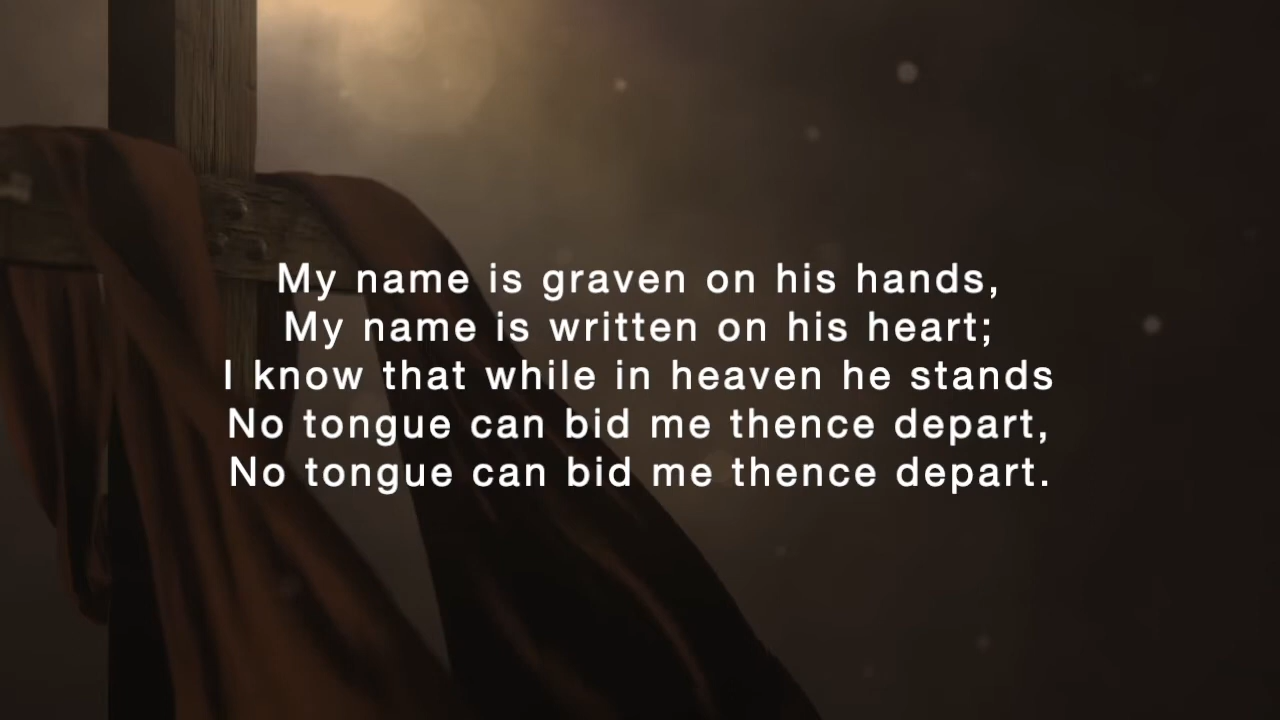 My name is graven on his hands,
My name is written on his heart;
I know that while in heaven he stands
No tongue can bid me thence depart,
No tongue can bid me thence depart.